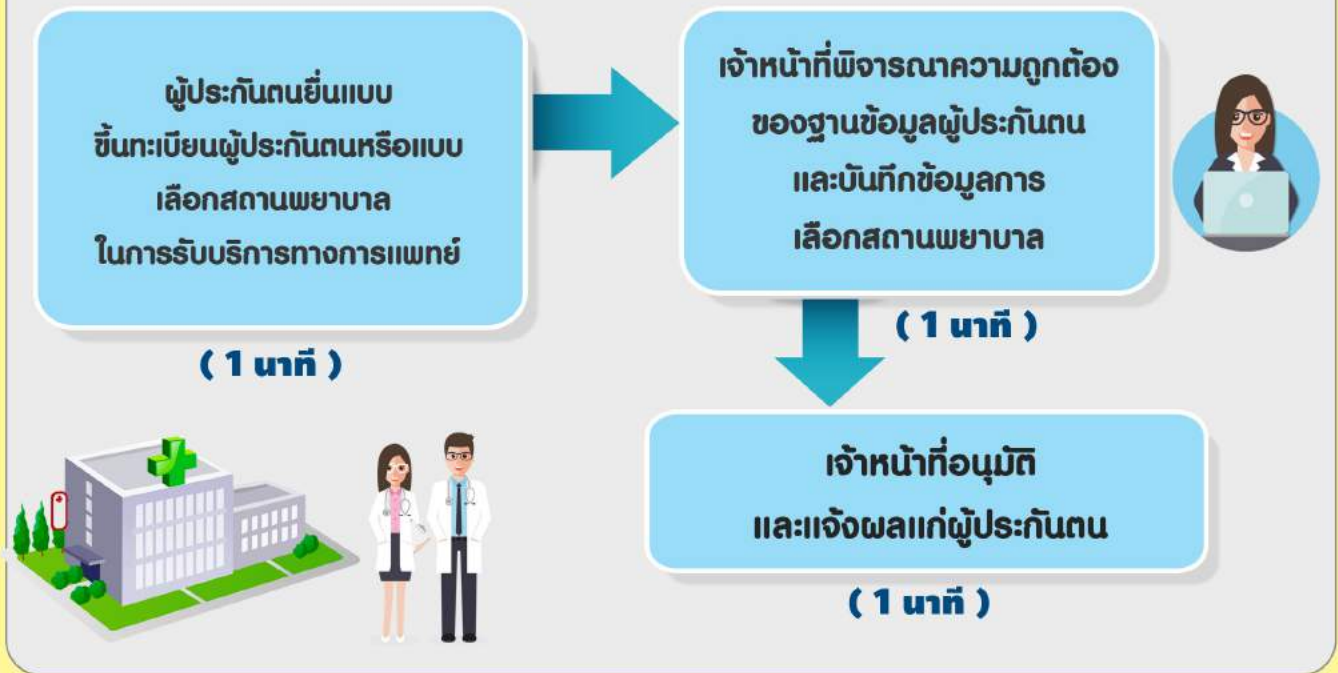 ผู้ประกันตนยื่นแบบ
ขึ้นทะเบียนผู้ประกันตนหรือแบบ
เลือกสถานพยาบาล
ในการรับบริการทางการแพทย์
( 1 นาที )
เจ้าหน้าที่พิจารณาความถูกต้อง
ของฐานข้อมูลผู้ประกันตน
และบันทึกข้อมูลการ
เลือกสถานพยาบาล
( 1 นาที )
เจ้าหน้าที่อนุมัติ
และแจ้งผลแก่ผู้ประกันตน
( 1 นาที )